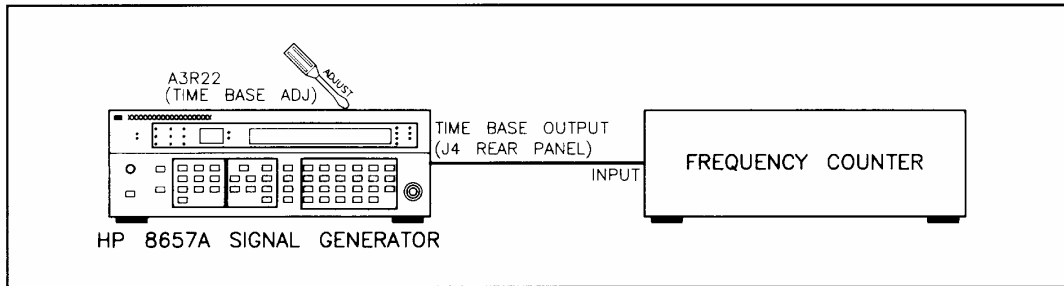 A3R22
(TIME BASE ADJ)
ADJUST
TIME BASE OUTPUT
(J4 REAR PANEL)
INPUT
FREQUENCY COUNTER
HP 8657A SIGNAL GENERATOR